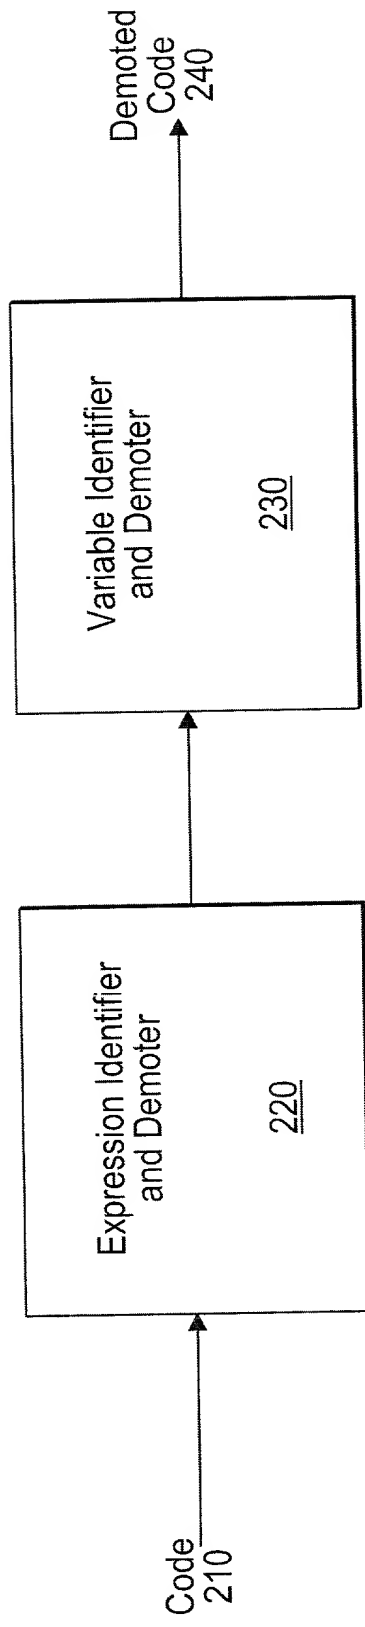 Code
210
Expression Identifier
and Demoter
220
Variable Identifier
and Demoter
230
Demoted
Code
240